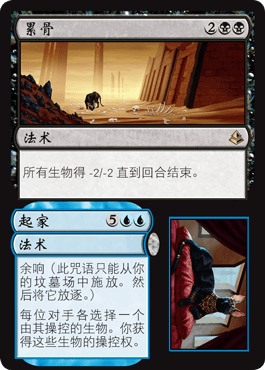 累骨 2
法术
所有生物得 -2/-2 直到回合结束。
起家 5
法术
余响（此咒语只能从你
的坟墓场中施放。然
后将它放逐。）
每位对手各选择一个
由其操控的生物。你获
得这些生物的操控权。